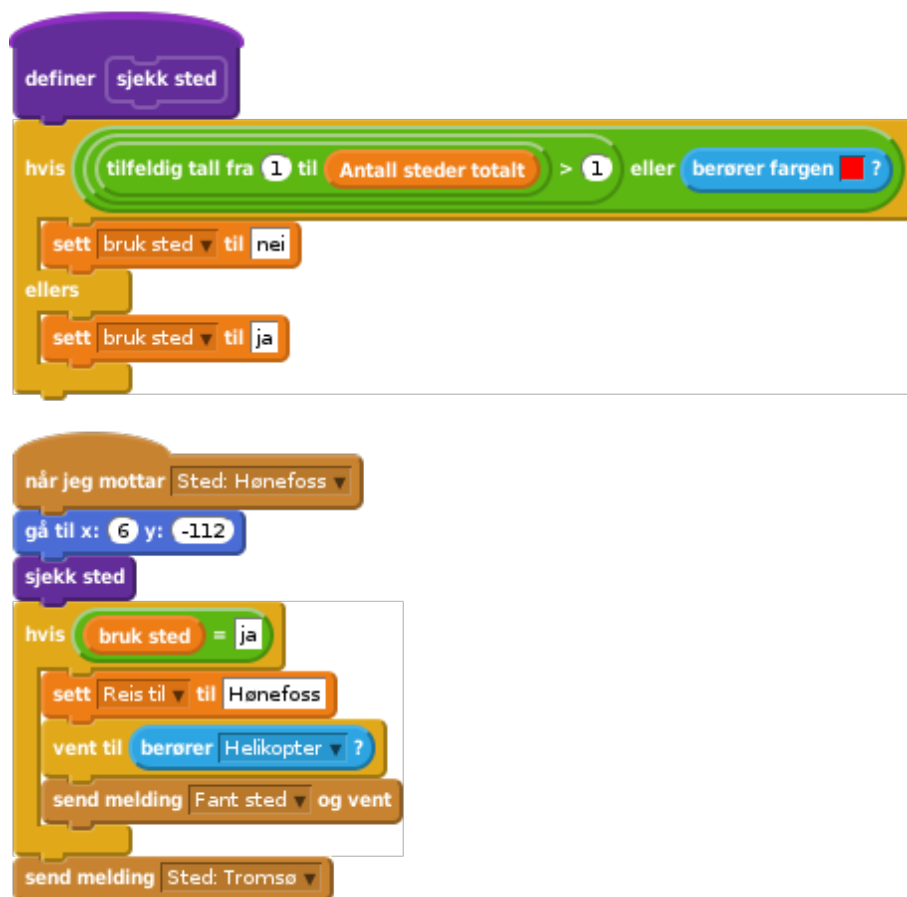 definer sjekk sted
hvis tilfeldig tall fra 1 til Antall steder totalt > 1 eller berører fargen ?
sett bruk sted til nei
ellers
sett bruk sted til ja
når jeg mottar Sted: Hønefoss
gå til x: 6 y: -112
sjekk sted
hvis bruk sted = ja
sett Reis til til Hønefoss
vent til berører Helikopter ?
send melding Fant sted og vent
send melding Sted: Tromsø